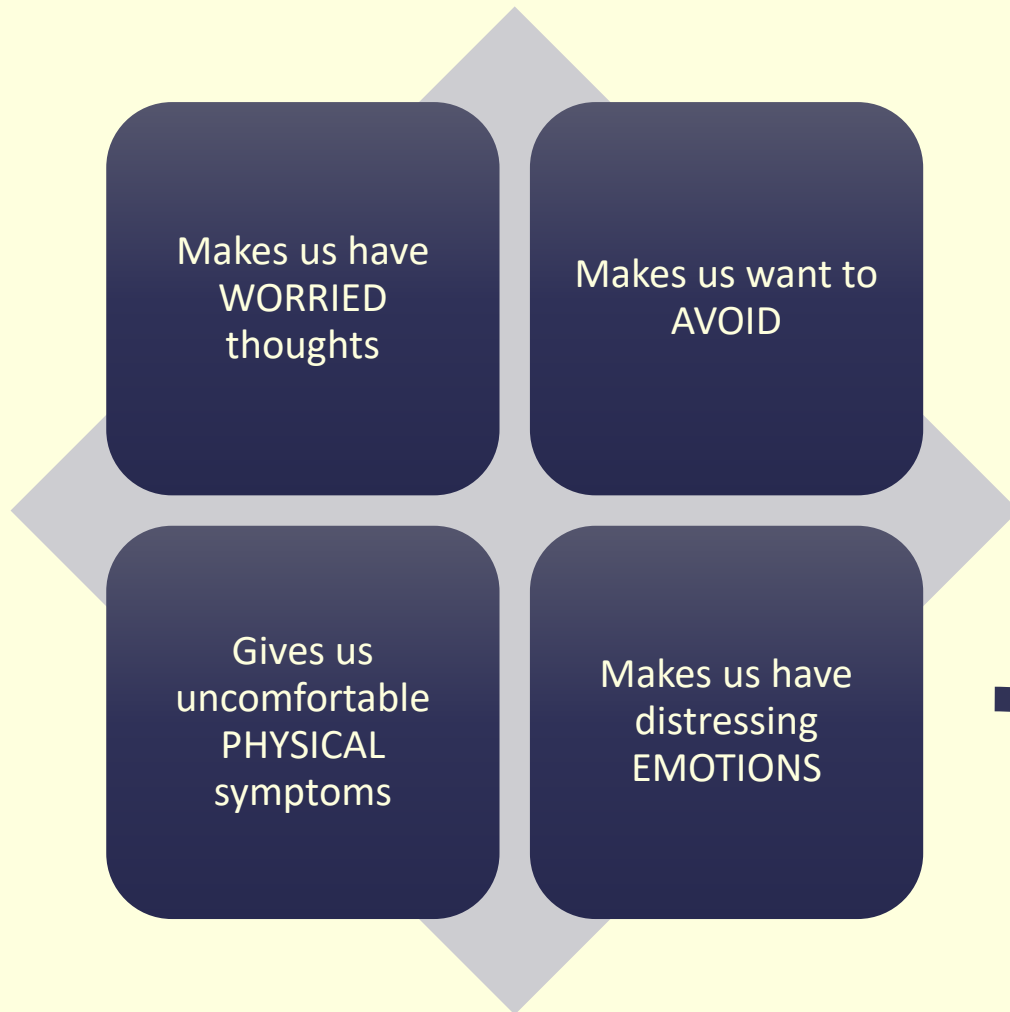 Makes us have
WORRIED
thoughts
Makes us want to
AVOID
Gives us
uncomfortable
PHYSICAL
symptoms
Makes us have
distressing
EMOTIONS